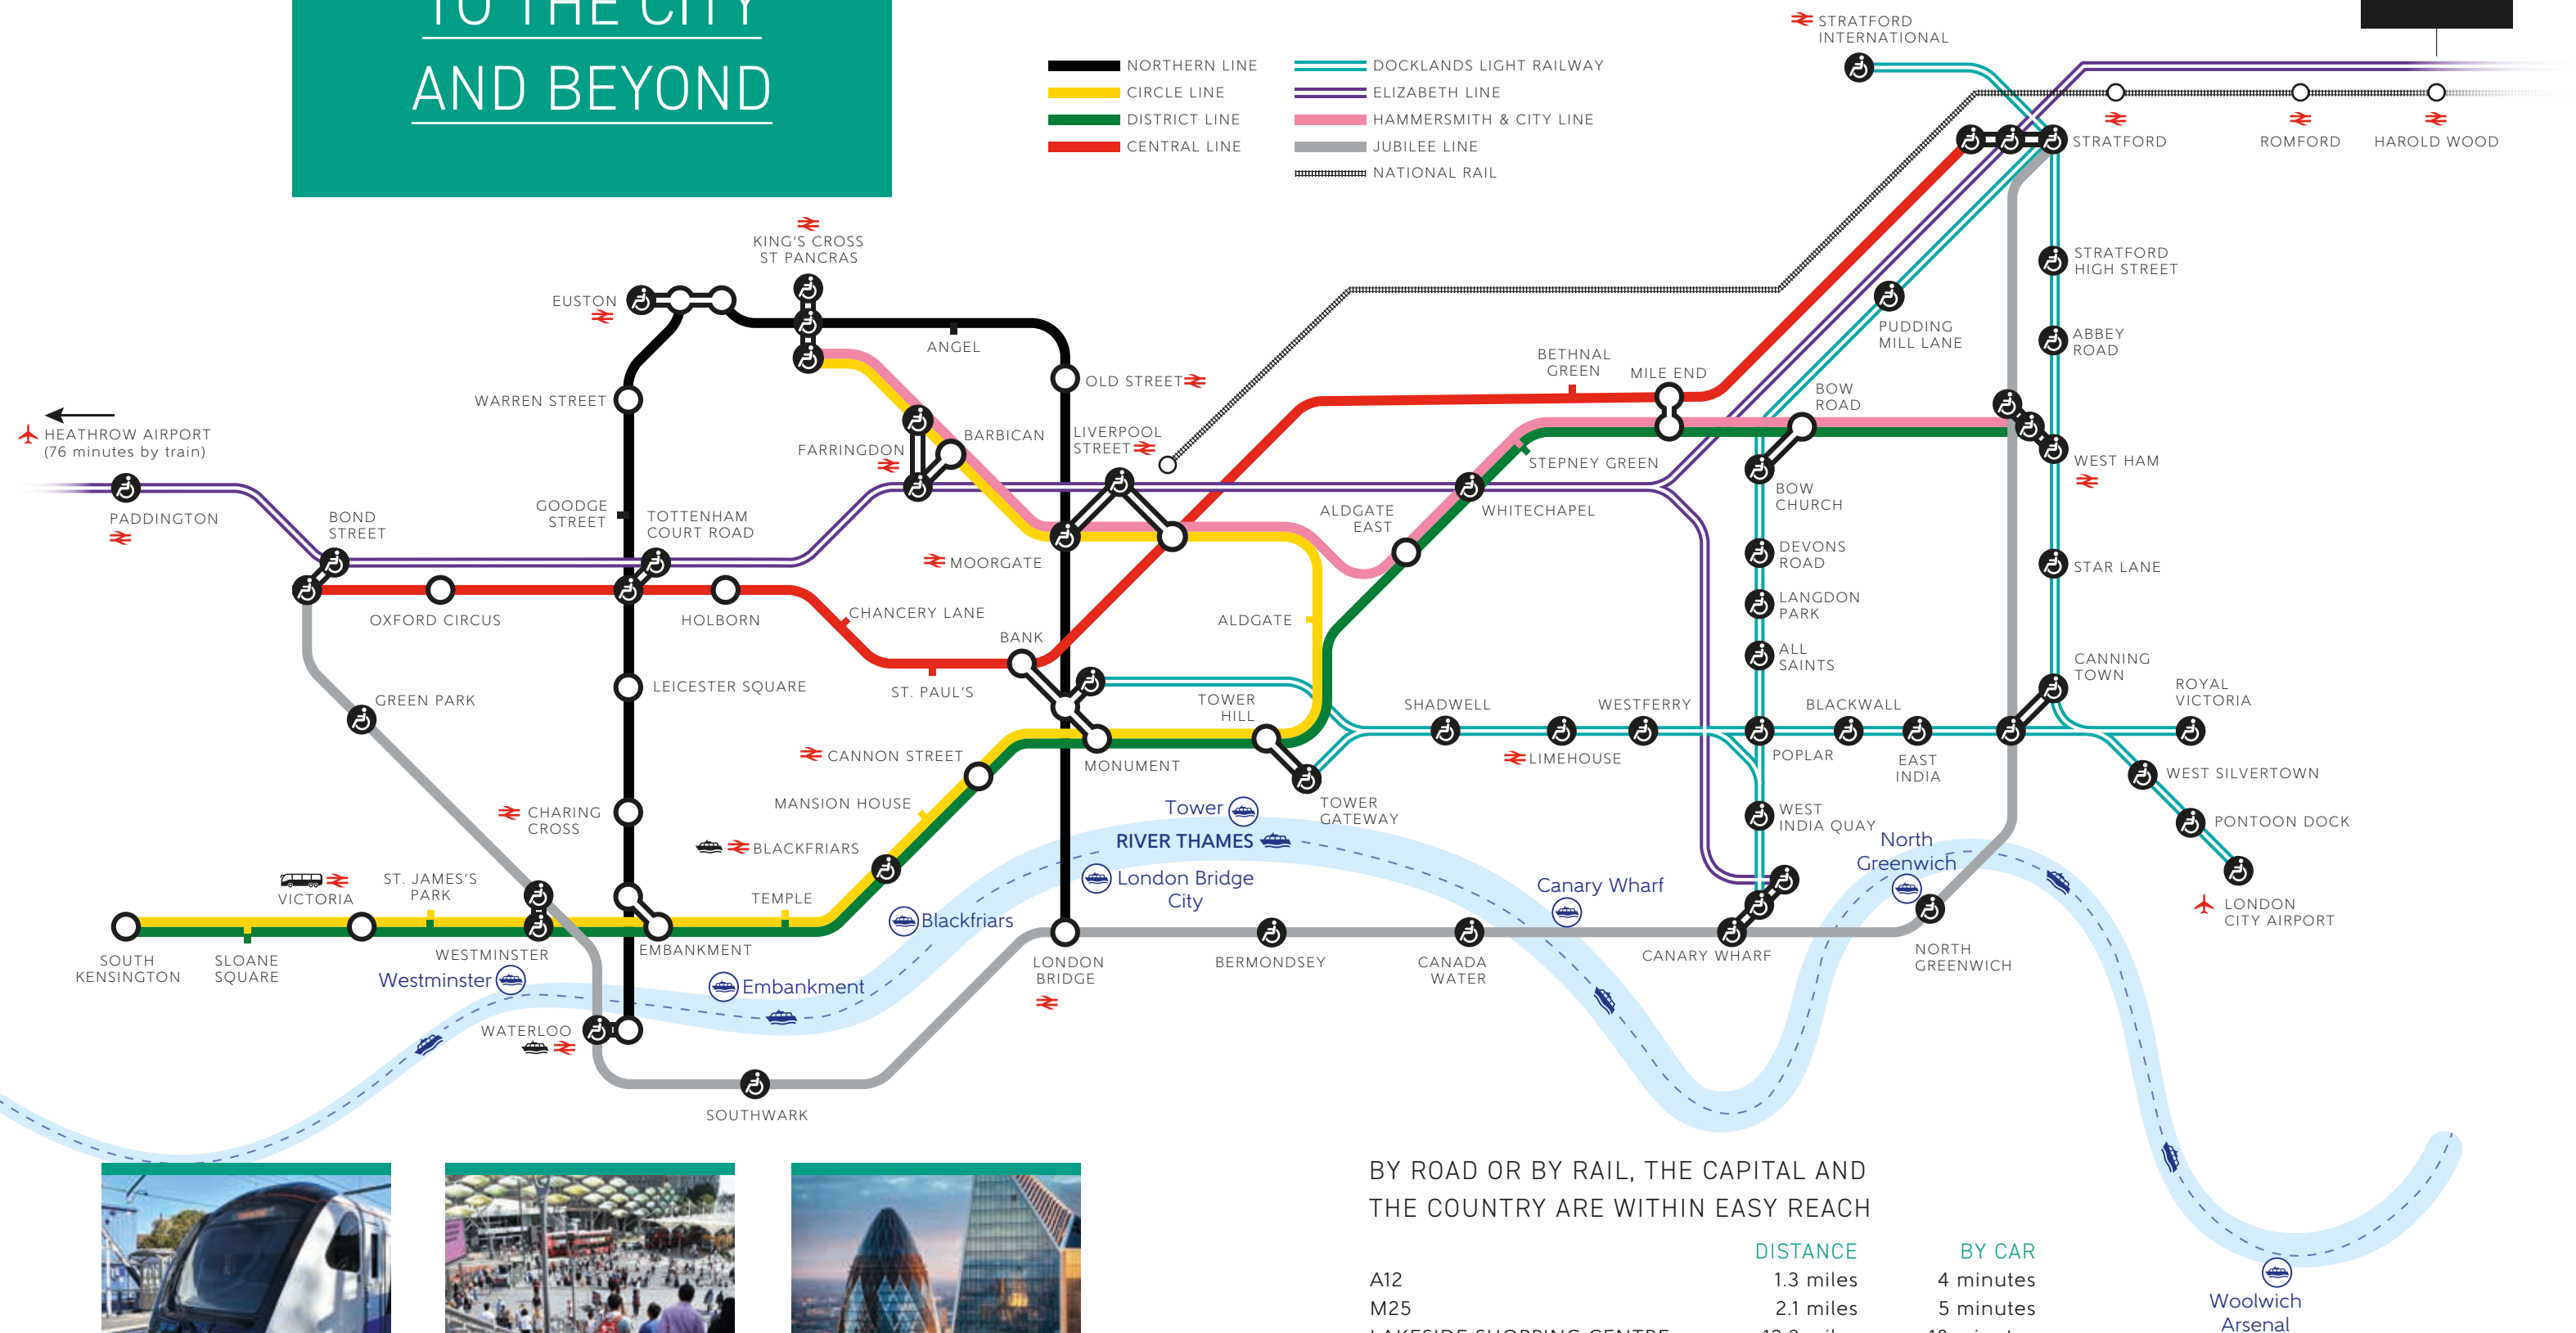 TO THE CITY
AND BEYOND
NORTHERN LINE
CIRCLE LINE
DISTRICT LINE
CENTRAL LINE
DOCKLANDS LIGHT RAILWAY
ELIZABETH LINE
HAMMERSMITH & CITY LINE
JUBILEE LINE
NATIONAL RAIL
STRATFORD
INTERNATIONAL
STRATFORD
ROMFORD
HAROLD WOOD
KING'S CROSS
ST PANCRAS
EUSTON
ANGEL
OLD STREET
WARREN STREET
STRATFORD
HIGH STREET
PUDDING
MILL LANE
ABBEY
ROAD
BETHNAL
GREEN
MILE END
BOW
ROAD
HEATHROW AIRPORT
(76 minutes by train)
FARRINGDON
BARBICAN
LIVERPOOL
STREET
STEPNEY GREEN
WEST HAM
PADDINGTON
BOND
STREET
GOODGE
STREET
TOTTENHAM
COURT ROAD
MOORGATE
ALDGATE
EAST
WHITECHAPEL
BOW
CHURCH
DEVONS
ROAD
STAR LANE
OXFORD CIRCUS
HOLBORN
CHANCERY LANE
BANK
ALDGATE
LANGDON
PARK
ALL
SAINTS
CANNING
TOWN
GREEN PARK
LEICESTER SQUARE
ST. PAUL'S
TOWER
HILL
SHADWELL
WESTFERRY
BLACKWALL
ROYAL
VICTORIA
CANNON STREET
MONUMENT
LIMEHOUSE
POPLAR
EAST
INDIA
WEST SILVERTOWN
CHARING
CROSS
MANSION HOUSE
Tower
TOWER
GATEWAY
WEST
INDIA QUAY
PONTOON DOCK
BLACKFRIARS
RIVER THAMES
North
Greenwich
VICTORIA
ST. JAMES'S
PARK
TEMPLE
Blackfriars
London Bridge
City
Canary Wharf
LONDON
CITY AIRPORT
SOUTH
KENSINGTON
SLOANE
SQUARE
WESTMINSTER
EMBANKMENT
LONDON
BRIDGE
BERMONDSEY
CANADA
WATER
CANARY WHARF
NORTH
GREENWICH
Westminster
Embankment
WATERLOO
SOUTHWARK
BY ROAD OR BY RAIL, THE CAPITAL AND
THE COUNTRY ARE WITHIN EASY REACH
DISTANCE BY CAR
A12 1.3 miles 4 minutes
M25 2.1 miles 5 minutes
LAKESIDE SHOPPING CENTRE
Woolwich
Arsenal